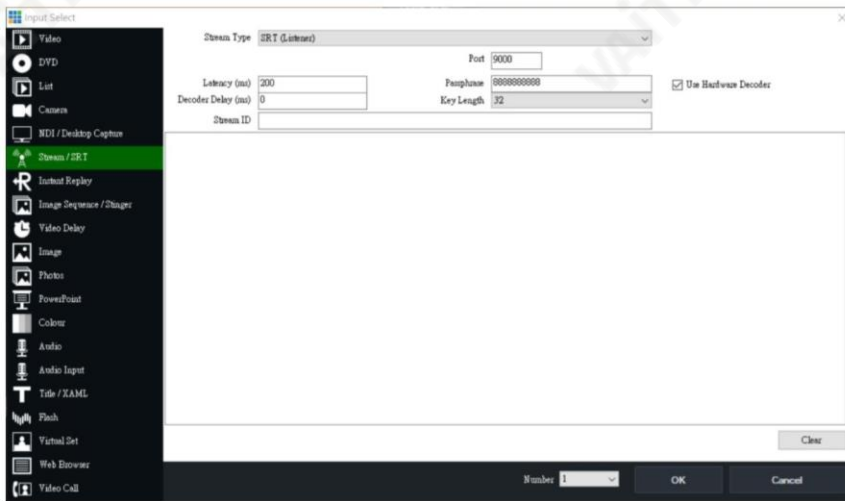 Input Select
Video
DVD
List
Camera
NDI / Desktop Capture
Stream / SRT
Instant Replay
Image Sequence / Stinger
Video Delay
Image
Photos
PowerPoint
Colour
Audio
Audio Input
Title / XAML
Flash
Virtual Set
Web Browser
Video Call
Stream Type SRT (Listener)
Port 9000
Latency (ms) 200 Passphrase 8888888888 Use Hardware Decoder
Decoder Delay (ms) 0 Key Length 32
Stream ID
Clear
Number 1 OK Cancel